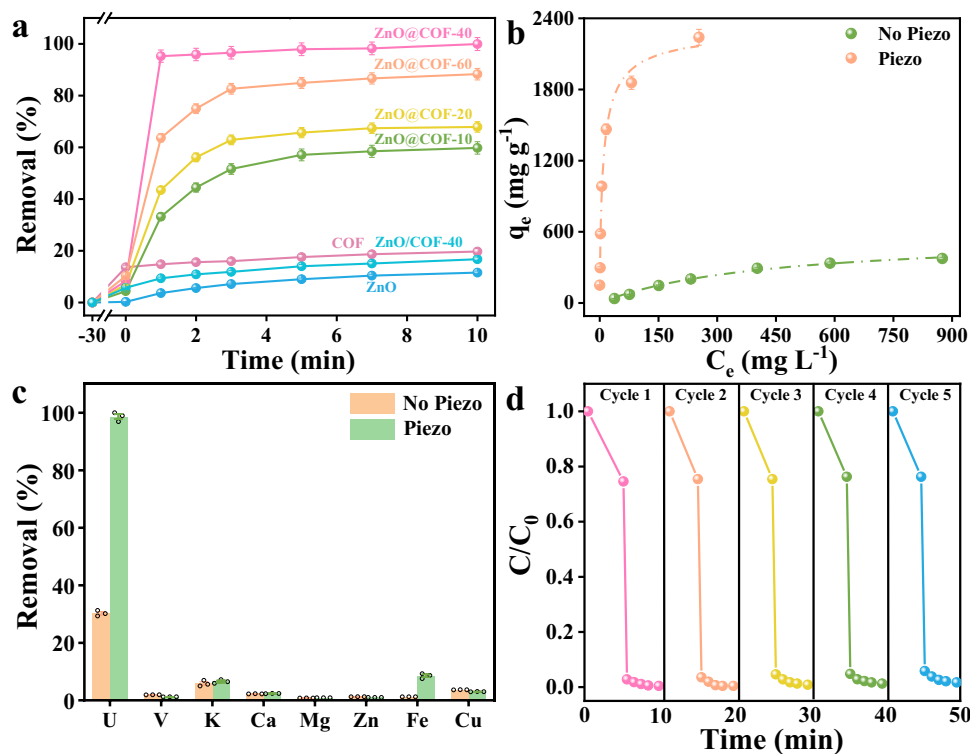 a
Removal (%)
100
80
60
40
20
0
ZnO@COF-40
ZnO@COF-60
ZnO@COF-20
ZnO@COF-10
COF
ZnO/COF-40
ZnO
-30
0
2
4
6
8
10
Time (min)
b
qe (mg g-1)
2400
1800
1200
600
0
No Piezo
Piezo
0
150
300
450
600
750
900
Ce (mg L-1)
c
Removal (%)
100
80
60
40
20
0
No Piezo
Piezo
U
V
K
Ca
Mg
Zn
Fe
Cu
d
C/C0
1.0
0.8
0.6
0.4
0.2
0.0
Cycle 1
Cycle 2
Cycle 3
Cycle 4
Cycle 5
0
10
20
30
40
50
Time (min)